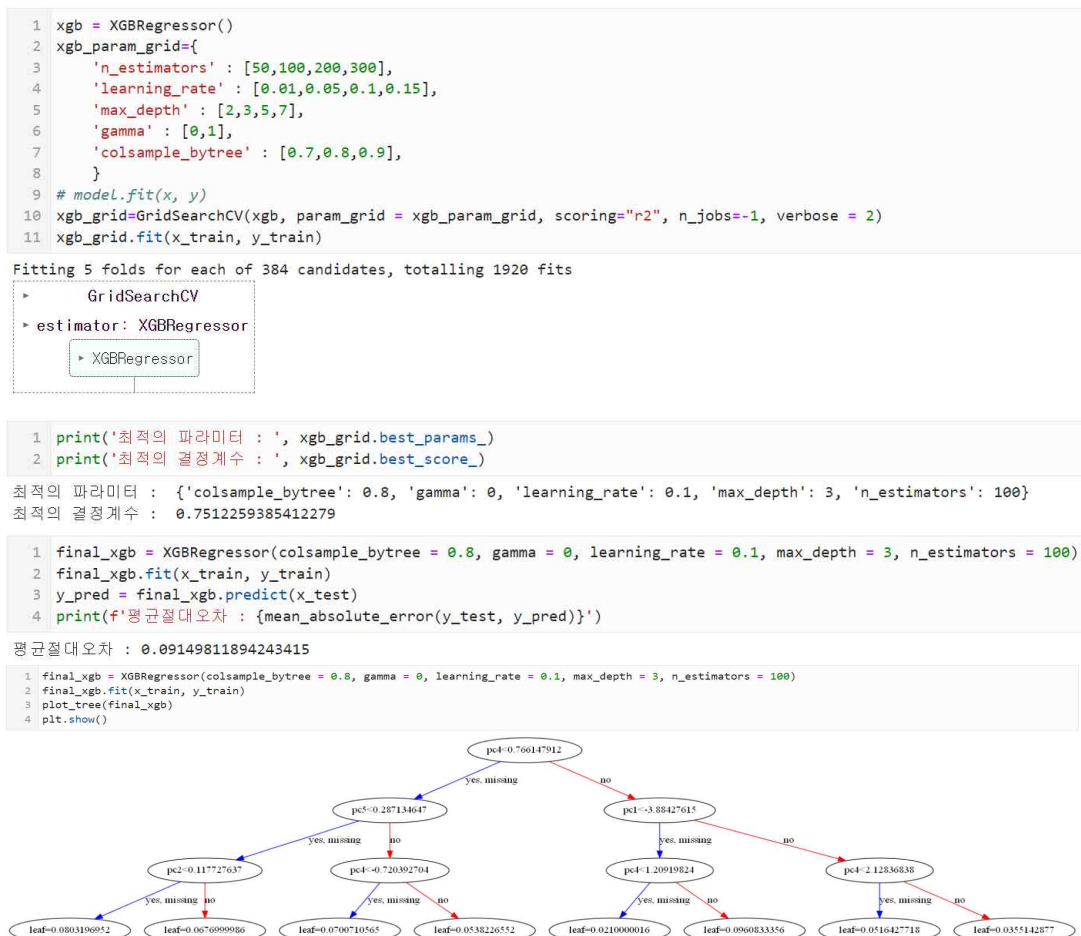 1 xgb = XGBRegressor()
2 xgb_param_grid={
3 'n_estimators' : [50,100,200,300],
4 'learning_rate' : [0.01,0.05,0.1,0.15],
5 'max_depth' : [2,3,5,7],
6 'gamma' : [0,1],
7 'colsample_bytree' : [0.7,0.8,0.9],
8 }
9 # model.fit(x, y)
10 xgb_grid=GridSearchCV(xgb, param_grid = xgb_param_grid, scoring="r2", n_jobs=-1, verbose = 2)
11 xgb_grid.fit(x_train, y_train)
Fitting 5 folds for each of 384 candidates, totalling 1920 fits
▸ GridSearchCV
▸ estimator: XGBRegressor
▸ XGBRegressor
1 print('최적의 파라미터 : ', xgb_grid.best_params_)
2 print('최적의 결정계수 : ', xgb_grid.best_score_)
최적의 파라미터 : {'colsample_bytree': 0.8, 'gamma': 0, 'learning_rate': 0.1, 'max_depth': 3, 'n_estimators': 100}
최적의 결정계수 : 0.7512259385412279
1 final_xgb = XGBRegressor(colsample_bytree = 0.8, gamma = 0, learning_rate = 0.1, max_depth = 3, n_estimators = 100)
2 final_xgb.fit(x_train, y_train)
3 y_pred = final_xgb.predict(x_test)
4 print(f'평균절대오차 : {mean_absolute_error(y_test, y_pred)}')
평균절대오차 : 0.09149811894243415
1 final_xgb = XGBRegressor(colsample_bytree = 0.8, gamma = 0, learning_rate = 0.1, max_depth = 3, n_estimators = 100)
2 final_xgb.fit(x_train, y_train)
3 plot_tree(final_xgb)
4 plt.show()
pc4<0.766147912
yes, missing no
pc5<0.287134647 pc1<-3.88427615
yes, missing no yes, missing no
pc2<0.117727637 pc4<-0.720392704 pc4<1.20919824 pc4<2.12836838
yes, missing no yes, missing no yes, missing no yes, missing no
leaf=0.0803196952 leaf=0.0676999986 leaf=0.0700710565 leaf=0.0538226552 leaf=0.0210000016 leaf=0.0960833356 leaf=0.0516427718 leaf=0.0355142877